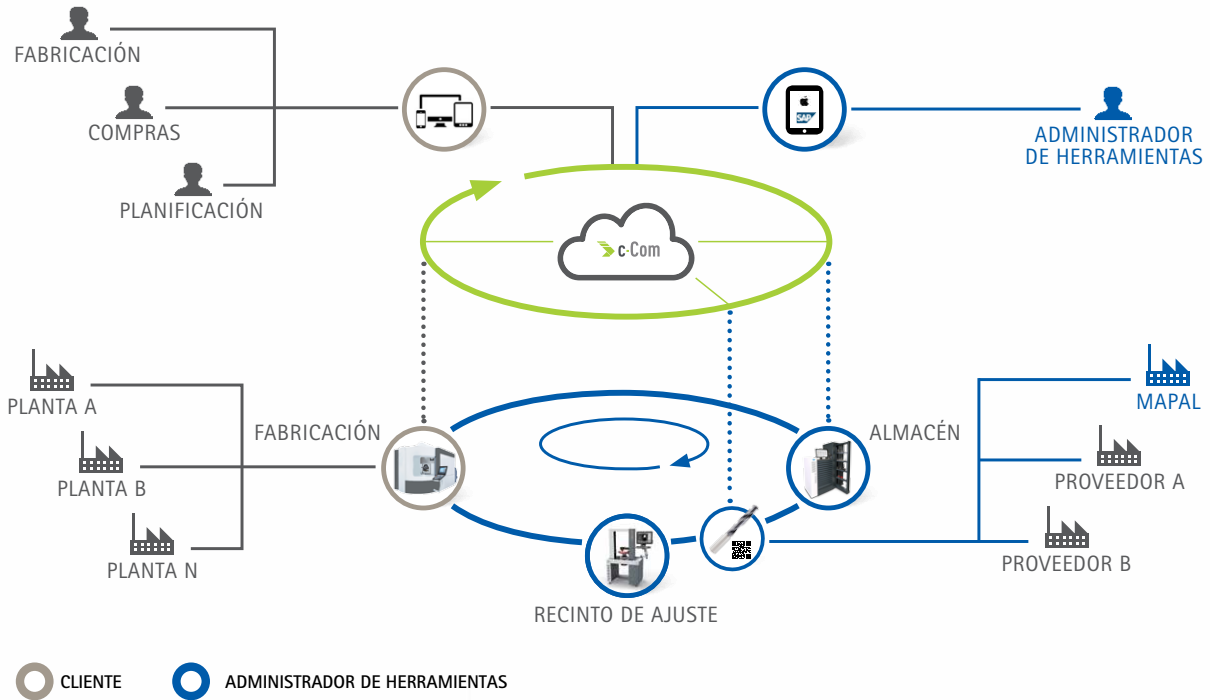 FABRICACIÓN
COMPRAS
PLANIFICACIÓN
SAP
ADMINISTRADOR
DE HERRAMIENTAS
c-Com
PLANTA A
PLANTA B
PLANTA N
FABRICACIÓN
ALMACÉN
RECINTO DE AJUSTE
MAPAL
PROVEEDOR A
PROVEEDOR B
CLIENTE
ADMINISTRADOR DE HERRAMIENTAS